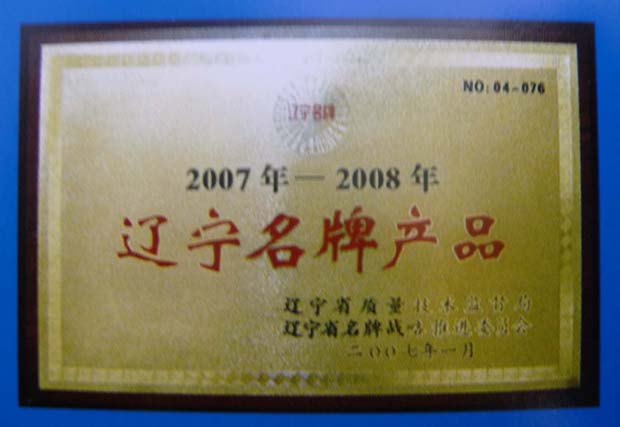 NO: 04-076
辽宁名牌
2007年—2008年
辽宁名牌产品
辽宁省质量技术监督局
辽宁省名牌战略推进委员会
二〇〇七年一月